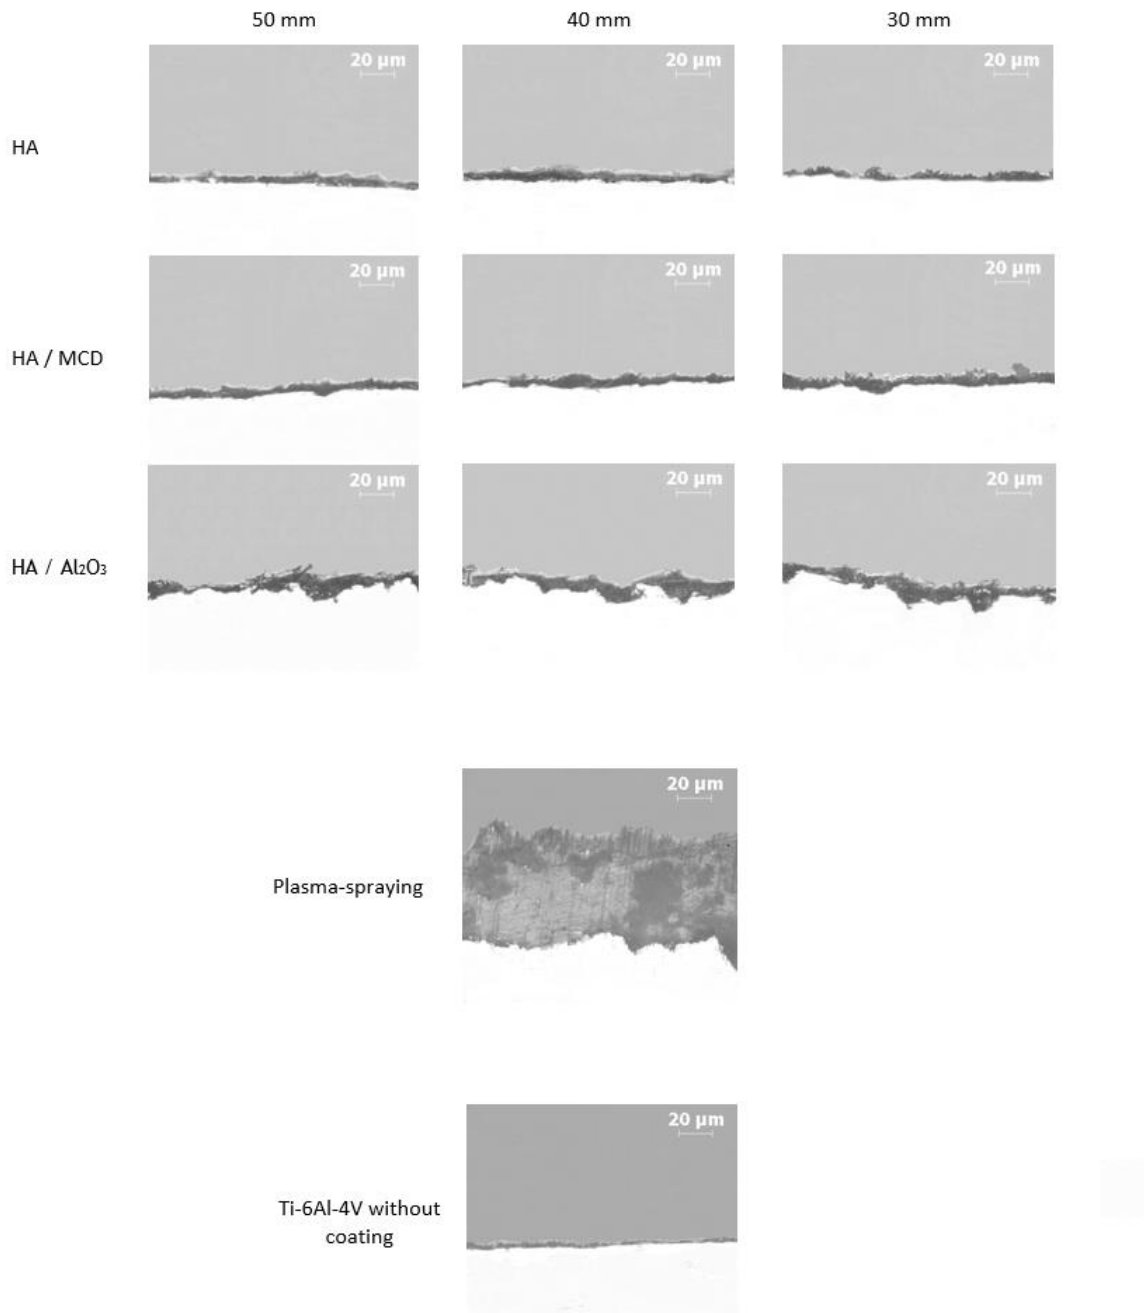 50 mm 40 mm 30 mm
20 µm 20 µm 20 µm
HA
20 µm 20 µm 20 µm
HA / MCD
20 µm 20 µm 20 µm
HA / Al₂O₃
20 µm
Plasma-spraying
20 µm
Ti-6Al-4V without
coating